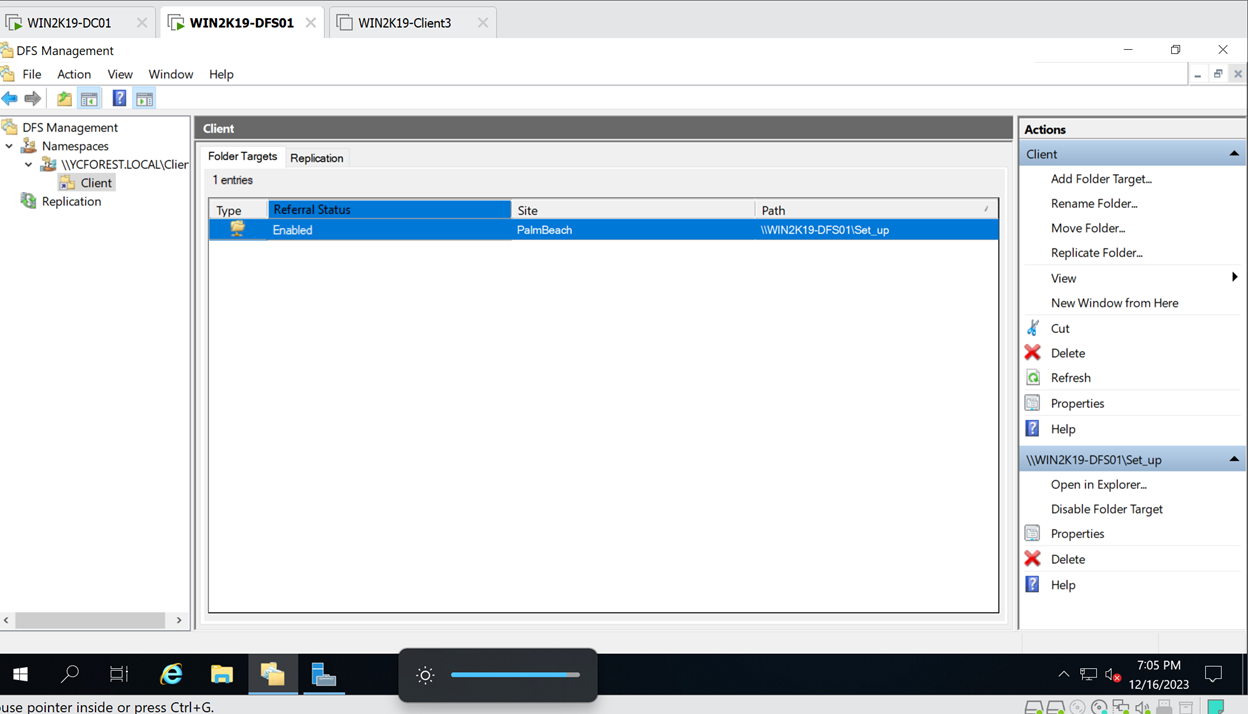 WIN2K19-DC01
WIN2K19-DFS01
WIN2K19-Client3
DFS Management
File Action View Window Help
DFS Management
Namespaces
\\YCFOREST.LOCAL\Clier
Client
Replication
Client
Folder Targets Replication
1 entries
Type Referral Status Site Path
Enabled PalmBeach \\WIN2K19-DFS01\Set_up
Actions
Client
Add Folder Target...
Rename Folder...
Move Folder...
Replicate Folder...
View
New Window from Here
Cut
Delete
Refresh
Properties
Help
\\WIN2K19-DFS01\Set_up
Open in Explorer...
Disable Folder Target
Properties
Delete
Help
7:05 PM
12/16/2023
ouse pointer inside or press Ctrl+G.